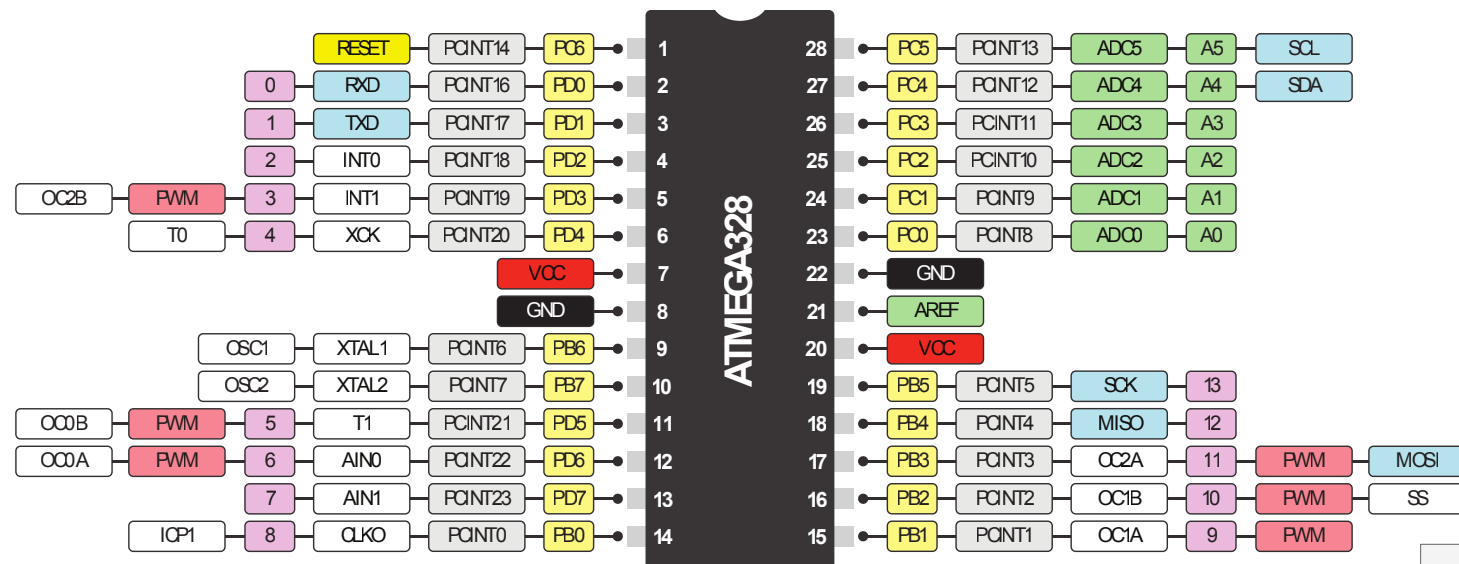 RESET PCINT14 PC6 1 28 PC5 PCINT13 ADC5 A5 SCL
0 RXD PCINT16 PD0 2 27 PC4 PCINT12 ADC4 A4 SDA
1 TXD PCINT17 PD1 3 26 PC3 PCINT11 ADC3 A3
2 INT0 PCINT18 PD2 4 25 PC2 PCINT10 ADC2 A2
OC2B PWM 3 INT1 PCINT19 PD3 5 24 PC1 PCINT9 ADC1 A1
T0 4 XCK PCINT20 PD4 6 23 PC0 PCINT8 ADC0 A0
VCC 7 22 GND
GND 8 21 AREF
OSC1 XTAL1 PCINT6 PB6 9 20 VCC
OSC2 XTAL2 PCINT7 PB7 10 19 PB5 PCINT5 SCK 13
OC0B PWM 5 T1 PCINT21 PD5 11 18 PB4 PCINT4 MISO 12
OC0A PWM 6 AIN0 PCINT22 PD6 12 17 PB3 PCINT3 OC2A 11 PWM MOSI
7 AIN1 PCINT23 PD7 13 16 PB2 PCINT2 OC1B 10 PWM SS
ICP1 8 CLKO PCINT0 PB0 14 15 PB1 PCINT1 OC1A 9 PWM
ATMEGA328